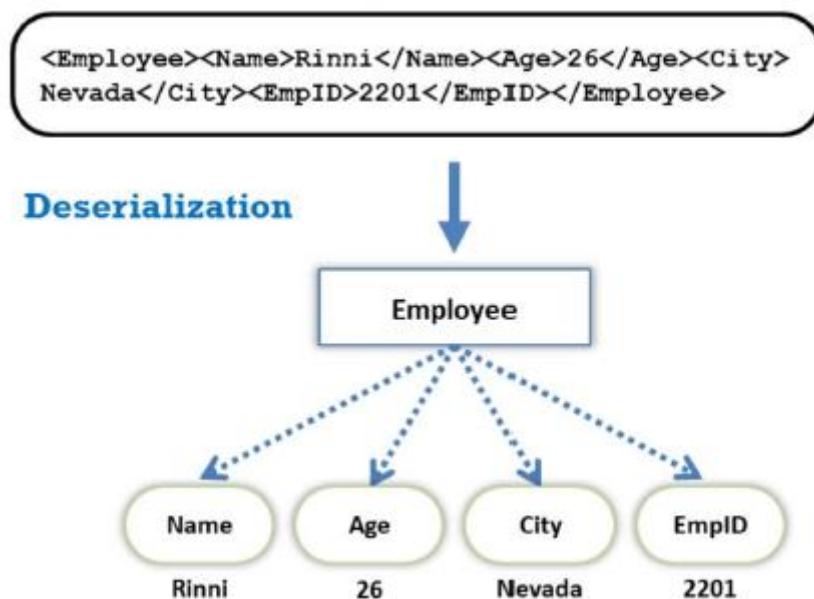 <Employee><Name>Rinni</Name><Age>26</Age><City>
Nevada</City><EmpID>2201</EmpID></Employee>
Deserialization
Employee
Name
Age
City
EmpID
Rinni
26
Nevada
2201